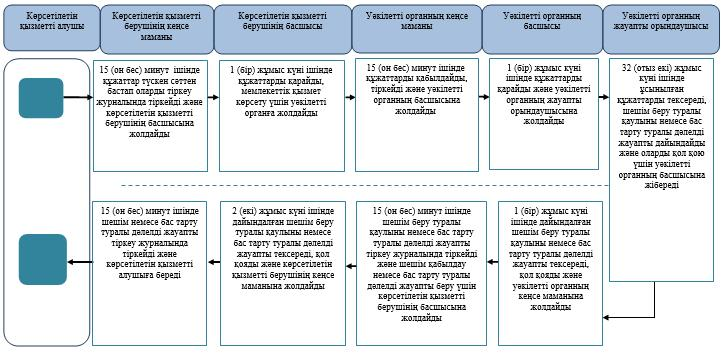 Көрсетілетін
қызметті алушы
Көрсетілетін қызметті
берушінің кеңсе
маманы
Көрсетілетін қызметті
берушінің басшысы
Уәкілетті органның кеңсе
маманы
Уәкілетті органның
басшысы
Уәкілетті органның
жауапты орындаушысы
15 (он бес) минут ішінде
құжаттар түскен сәттен
бастап оларды тіркеу
журналында тіркейді және
көрсетілетін қызметті
берушінің басшысына
жолдайды
1 (бір) жұмыс күні ішінде
құжаттарды қарайды,
мемлекеттік қызмет
көрсету үшін уәкілетті
органға жолдайды
15 (он бес) минут ішінде
құжаттарды қабылдайды,
тіркейді және уәкілетті
органның басшысына
жолдайды
1 (бір) жұмыс күні
ішінде құжаттарды
қарайды және уәкілетті
органның жауапты
орындаушысына
жолдайды
32 (отыз екі) жұмыс
күні ішінде
ұсынылған
құжаттарды тексереді,
шешім беру туралы
қаулыны немесе бас
тарту туралы дәлелді
жауапты дайындайды
және оларды қол қою
үшін уәкілетті
органның басшысына
жібереді
15 (он бес) минут ішінде
шешім немесе бас тарту
туралы дәлелді жауапты
тіркеу журналында
тіркейді және
көрсетілетін қызметті
алушыға береді
2 (екі) жұмыс күні ішінде
дайындалған шешім беру
туралы қаулыны немесе
бас тарту туралы дәлелді
жауапты тексереді, қол
қояды және көрсетілетін
қызметті берушінің кеңсе
маманына жолдайды
15 (он бес) минут ішінде
шешім беру туралы
қаулыны немесе бас тарту
туралы дәлелді жауапты
тіркеу журналында тіркейді
және шешім қабылдау
немесе бас тарту туралы
дәлелді жауапты беру үшін
көрсетілетін қызметті
берушінің басшысына
жолдайды
1 (бір) жұмыс күні
ішінде дайындалған
шешім беру туралы
қаулыны немесе бас
тарту туралы дәлелді
жауапты тексереді,
қол қояды және
уәкілетті органның
кеңсе маманына
жолдайды